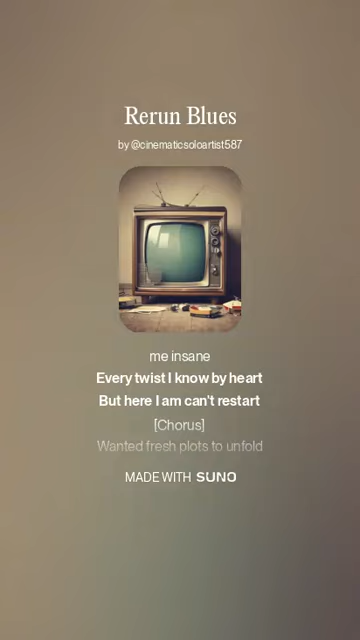 Rerun Blues
by @cinematicsoloartist587
me insane
Every twist I know by heart
But here I am can't restart
[Chorus]
Wanted fresh plots to unfold
MADE WITH SUNO